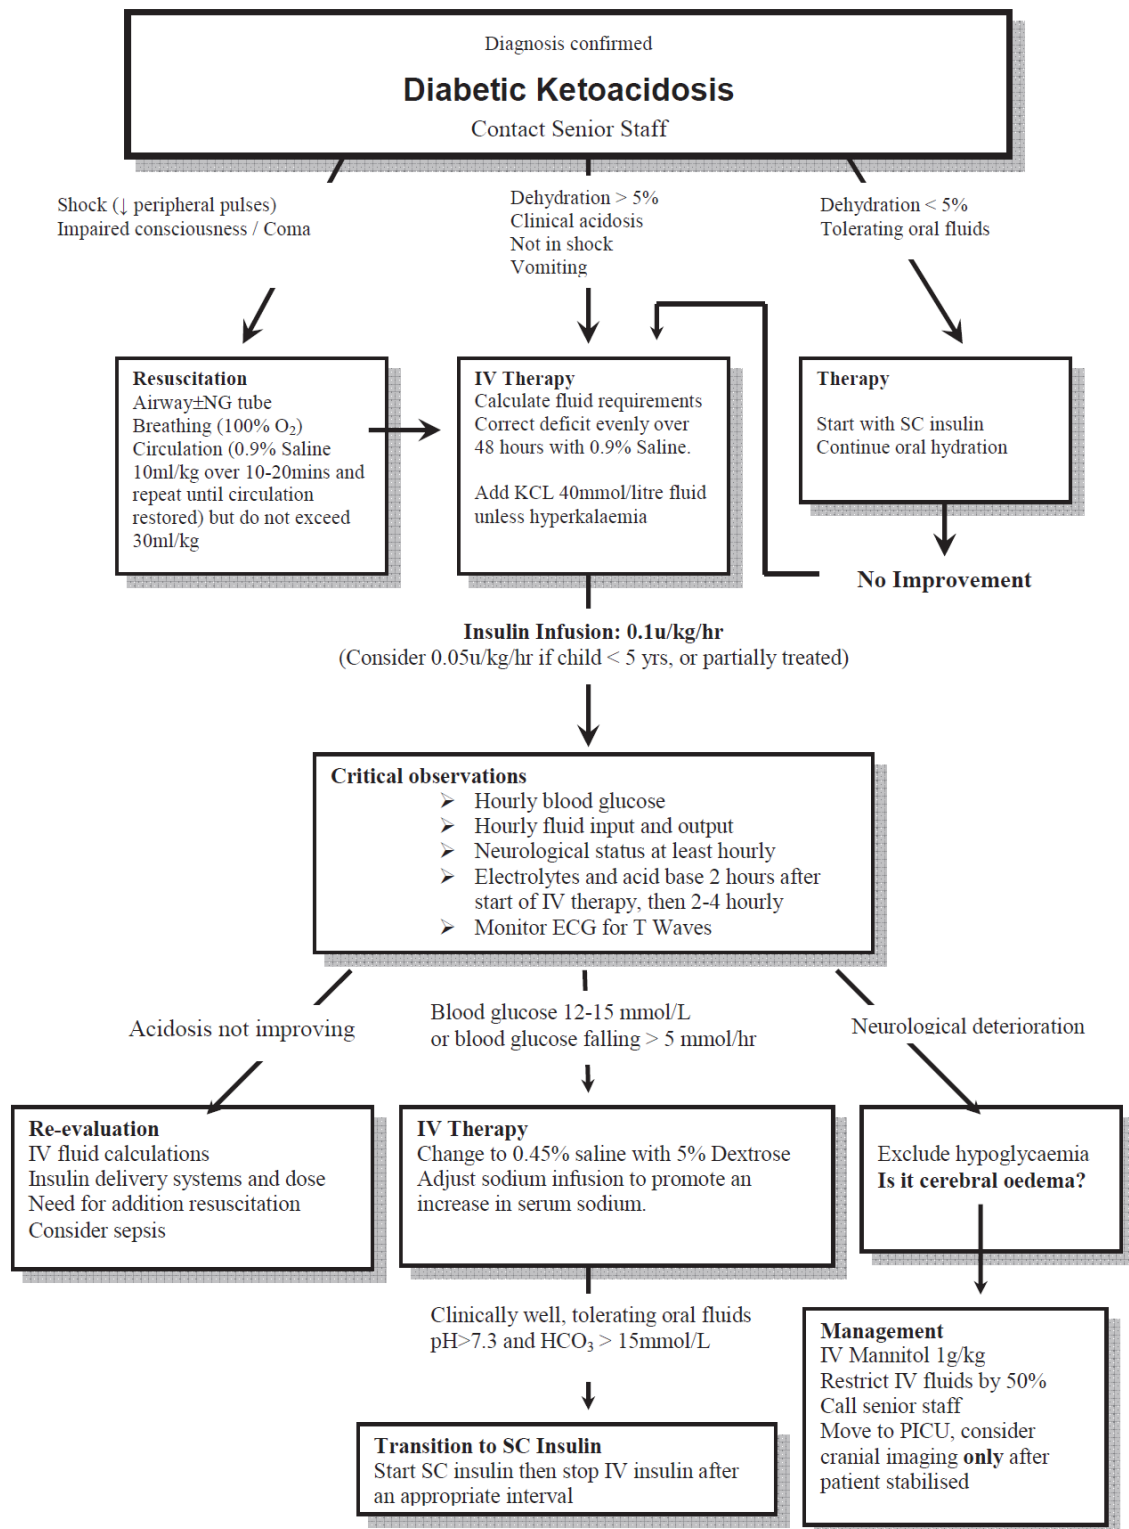 Diagnosis confirmed
Diabetic Ketoacidosis
Contact Senior Staff
Shock (↓ peripheral pulses)
Impaired consciousness / Coma
Dehydration > 5%
Clinical acidosis
Not in shock
Vomiting
Dehydration < 5%
Tolerating oral fluids
Resuscitation
Airway±NG tube
Breathing (100% O₂)
Circulation (0.9% Saline
10ml/kg over 10-20mins and
repeat until circulation
restored) but do not exceed
30ml/kg
IV Therapy
Calculate fluid requirements
Correct deficit evenly over
48 hours with 0.9% Saline.
Add KCL 40mmol/litre fluid
unless hyperkalaemia
Therapy
Start with SC insulin
Continue oral hydration
No Improvement
Insulin Infusion: 0.1u/kg/hr
(Consider 0.05u/kg/hr if child < 5 yrs, or partially treated)
Critical observations
➢ Hourly blood glucose
➢ Hourly fluid input and output
➢ Neurological status at least hourly
➢ Electrolytes and acid base 2 hours after
start of IV therapy, then 2-4 hourly
➢ Monitor ECG for T Waves
Acidosis not improving
Blood glucose 12-15 mmol/L
or blood glucose falling > 5 mmol/hr
Neurological deterioration
Re-evaluation
IV fluid calculations
Insulin delivery systems and dose
Need for addition resuscitation
Consider sepsis
IV Therapy
Change to 0.45% saline with 5% Dextrose
Adjust sodium infusion to promote an
increase in serum sodium.
Exclude hypoglycaemia
Is it cerebral oedema?
Clinically well, tolerating oral fluids
pH>7.3 and HCO₃ > 15mmol/L
Management
IV Mannitol 1g/kg
Restrict IV fluids by 50%
Call senior staff
Move to PICU, consider
cranial imaging only after
patient stabilised
Transition to SC Insulin
Start SC insulin then stop IV insulin after
an appropriate interval